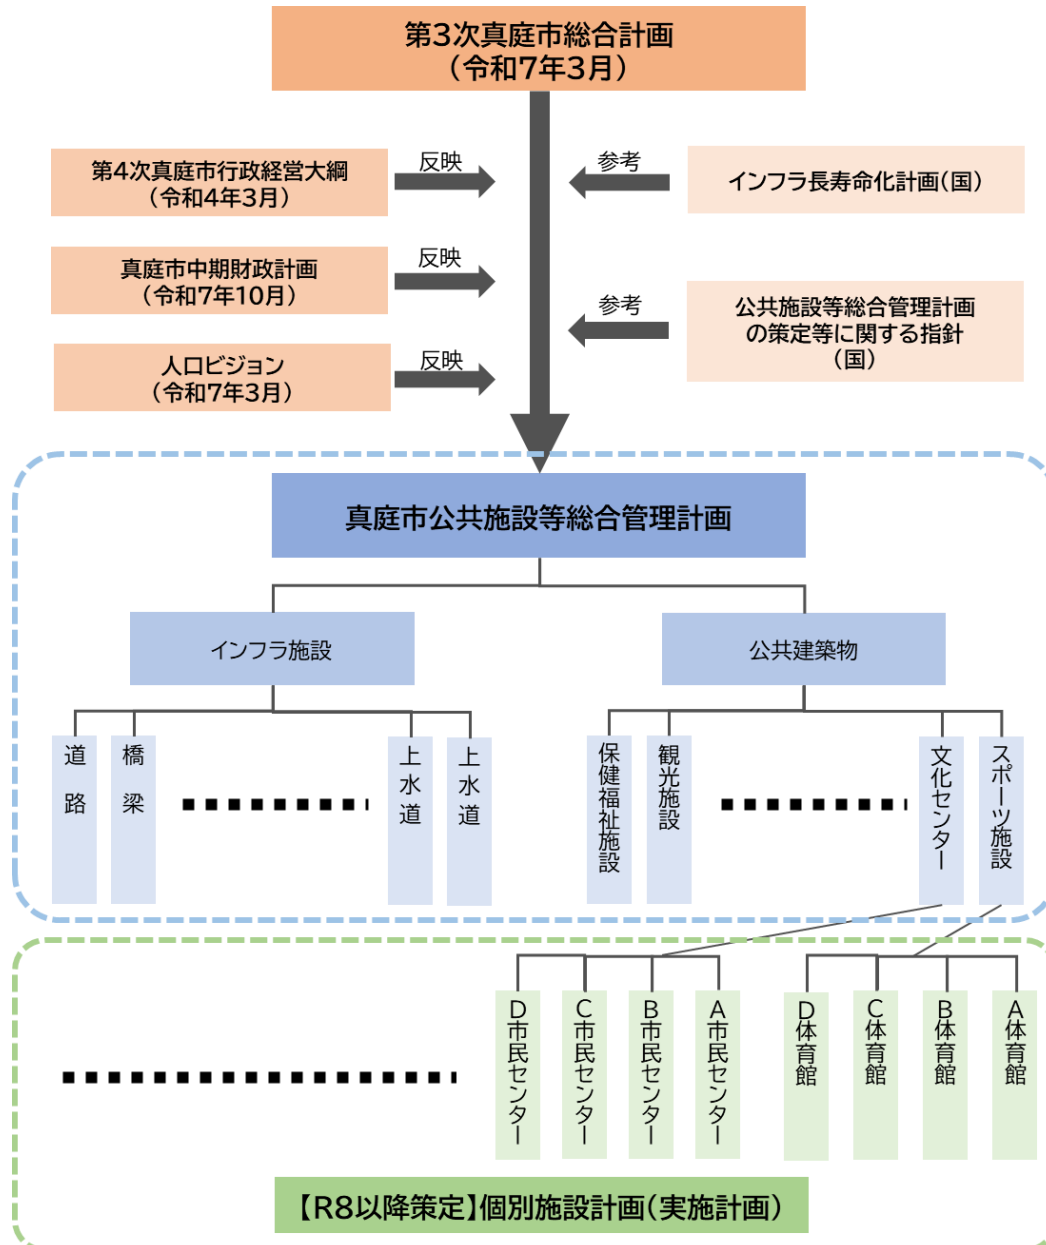 第3次真庭市総合計画
（令和7年3月）
第4次真庭市行政経営大綱
（令和4年3月）
反映
参考
インフラ長寿命化計画（国）
真庭市中期財政計画
（令和7年10月）
反映
参考
公共施設等総合管理計画
の策定等に関する指針
（国）
人口ビジョン
（令和7年3月）
反映
真庭市公共施設等総合管理計画
インフラ施設
公共建築物
道路
橋梁
上水道
上水道
保健福祉施設
観光施設
文化センター
スポーツ施設
D市民センター
C市民センター
B市民センター
A市民センター
D体育館
C体育館
B体育館
A体育館
【R8以降策定】個別施設計画（実施計画）